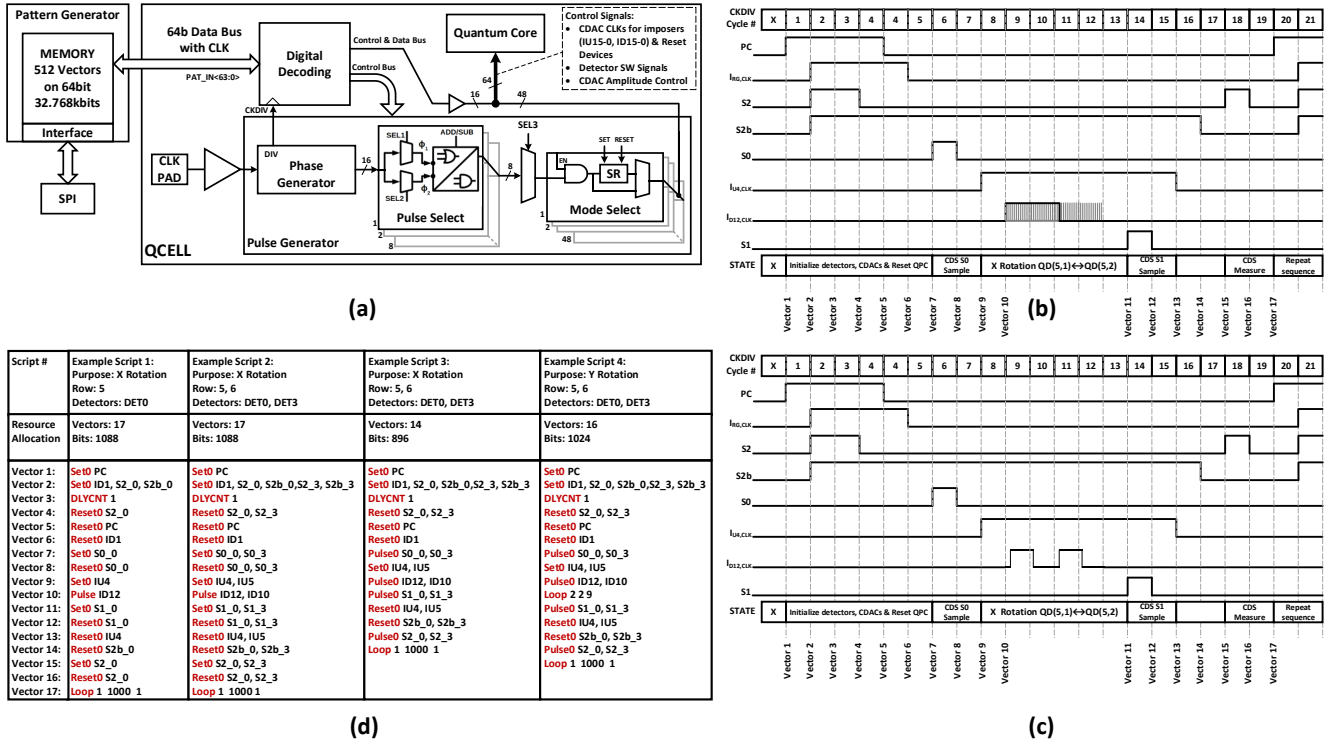 Pattern Generator
MEMORY
512 Vectors
on 64bit
32.768kbits
Interface
SPI
64b Data Bus
with CLK
PAT_IN<63:0>
CLK
PAD
QCELL
Digital
Decoding
CKDIV
Control & Data Bus
Control Bus
Quantum Core
64
16
48
Control Signals:
• CDAC CLKs for imposers
(IU15-0, ID15-0) & Reset
Devices
• Detector SW Signals
• CDAC Amplitude Control
DIV
Phase
Generator
16
SEL1
SEL2
ϕ1
ϕ2
ADD/SUB
Pulse Select
1
2
8
8
SEL3
EN
SET RESET
SR
Mode Select
1
2
48
Pulse Generator
(a)
CKDIV
Cycle #
X 1 2 3 4 5 6 7 8 9 10 11 12 13 14 15 16 17 18 19 20 21
PC
IRG,CLK
S2
S2b
S0
IU4,CLK
ID12,CLK
S1
STATE X Initialize detectors, CDACs & Reset QPC CDS S0 Sample X Rotation QD(5,1)↔QD(5,2) CDS S1 Sample CDS Measure Repeat sequence
Vector 1 Vector 2 Vector 3 Vector 4 Vector 5 Vector 6 Vector 7 Vector 8 Vector 9 Vector 10 Vector 11 Vector 12 Vector 13 Vector 14 Vector 15 Vector 16 Vector 17
(b)
CKDIV
Cycle #
X 1 2 3 4 5 6 7 8 9 10 11 12 13 14 15 16 17 18 19 20 21
PC
IRG,CLK
S2
S2b
S0
IU4,CLK
ID12,CLK
S1
STATE X Initialize detectors, CDACs & Reset QPC CDS S0 Sample X Rotation QD(5,1)↔QD(5,2) CDS S1 Sample CDS Measure Repeat sequence
Vector 1 Vector 2 Vector 3 Vector 4 Vector 5 Vector 6 Vector 7 Vector 8 Vector 9 Vector 10 Vector 11 Vector 12 Vector 13 Vector 14 Vector 15 Vector 16 Vector 17
(c)
Script # Example Script 1: Example Script 2: Example Script 3: Example Script 4:
Purpose: X Rotation Purpose: X Rotation Purpose: X Rotation Purpose: Y Rotation
Row: 5 Row: 5, 6 Row: 5, 6 Row: 5, 6
Detectors: DET0 Detectors: DET0, DET3 Detectors: DET0, DET3 Detectors: DET0, DET3
Resource Vectors: 17 Vectors: 17 Vectors: 14 Vectors: 16
Allocation Bits: 1088 Bits: 1088 Bits: 896 Bits: 1024
Vector 1: Set0 PC Set0 PC Set0 PC Set0 PC
Vector 2: Set0 ID1, S2_0, S2b_0 Set0 ID1, S2_0, S2b_0,S2_3, S2b_3 Set0 ID1, S2_0, S2b_0,S2_3, S2b_3 Set0 ID1, S2_0, S2b_0,S2_3, S2b_3
Vector 3: DLYCNT 1 DLYCNT 1 DLYCNT 1 DLYCNT 1
Vector 4: Reset0 S2_0 Reset0 S2_0, S2_3 Reset0 S2_0, S2_3 Reset0 S2_0, S2_3
Vector 5: Reset0 PC Reset0 PC Reset0 PC Reset0 PC
Vector 6: Reset0 ID1 Reset0 ID1 Reset0 ID1 Reset0 ID1
Vector 7: Set0 S0_0 Set0 S0_0, S0_3 Pulse0 S0_0, S0_3 Pulse0 S0_0, S0_3
Vector 8: Reset0 S0_0 Reset0 S0_0, S0_3 Set0 IU4, IU5 Set0 IU4, IU5
Vector 9: Set0 IU4 Set0 IU4, IU5 Pulse0 ID12, ID10 Pulse0 ID12, ID10
Vector 10: Pulse ID12 Pulse ID12, ID10 Pulse0 S1_0, S1_3 Loop 2 2 9
Vector 11: Set0 S1_0 Set0 S1_0, S1_3 Reset0 IU4, IU5 Pulse0 S1_0, S1_3
Vector 12: Reset0 S1_0 Reset0 S1_0, S1_3 Reset0 S2b_0, S2b_3 Reset0 IU4, IU5
Vector 13: Reset0 IU4 Reset0 IU4, IU5 Pulse0 S2_0, S2_3 Reset0 S2b_0, S2b_3
Vector 14: Reset0 S2b_0 Reset0 S2b_0, S2b_3 Loop 1 1000 1 Pulse0 S2_0, S2_3
Vector 15: Set0 S2_0 Set0 S2_0, S2_3 Loop 1 1000 1
Vector 16: Reset0 S2_0 Reset0 S2_0, S2_3
Vector 17: Loop 1 1000 1 Loop 1 1000 1
(d)